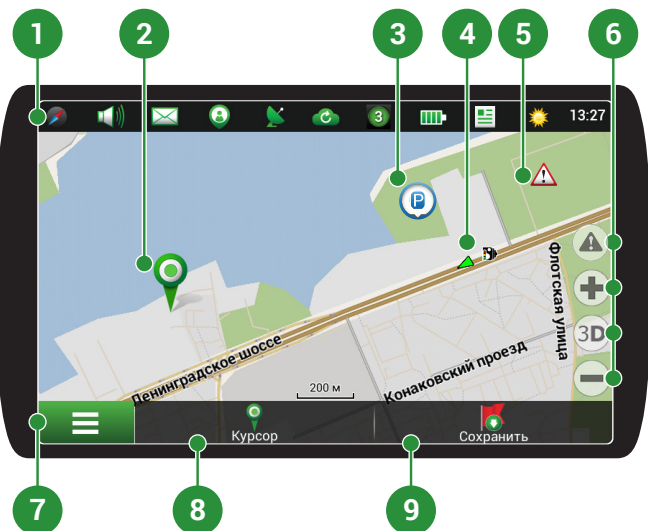 1 2 3 4 5 6
3 13:27
P
Флотская улица
3D
Ленинградское шоссе
200 м
Конаковский проезд
Курсор Сохранить
7 8 9